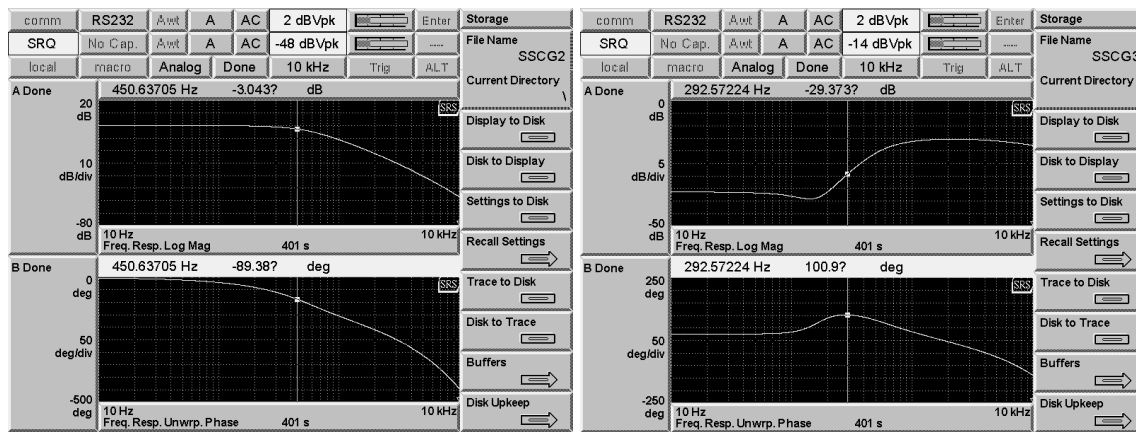 comm RS232 Awt A AC 2 dBVpk Enter Storage
SRQ No Cap. Awt A AC -48 dBVpk -----
local macro Analog Done 10 kHz Trig ALT
File Name
SSCG2
Current Directory
\
A Done 450.63705 Hz -3.043? dB
20
dB
SRS
10
dB/div
-80
dB
10 Hz 10 kHz
Freq. Resp. Log Mag 401 s
B Done 450.63705 Hz -89.38? deg
0
deg
SRS
50
deg/div
-500
deg
10 Hz 10 kHz
Freq. Resp. Unwrp. Phase 401 s
Display to Disk
Disk to Display
Settings to Disk
Recall Settings
Trace to Disk
Disk to Trace
Buffers
Disk Upkeep
comm RS232 Awt A AC 2 dBVpk Enter Storage
SRQ No Cap. Awt A AC -14 dBVpk -----
local macro Analog Done 10 kHz Trig ALT
File Name
SSCG3
Current Directory
A Done 292.57224 Hz -29.373? dB
0
dB
SRS
5
dB/div
-50
dB
10 Hz 10 kHz
Freq. Resp. Log Mag 401 s
B Done 292.57224 Hz 100.9? deg
250
deg
SRS
50
deg/div
-250
deg
10 Hz 10 kHz
Freq. Resp. Unwrp. Phase 401 s
Display to Disk
Disk to Display
Settings to Disk
Recall Settings
Trace to Disk
Disk to Trace
Buffers
Disk Upkeep